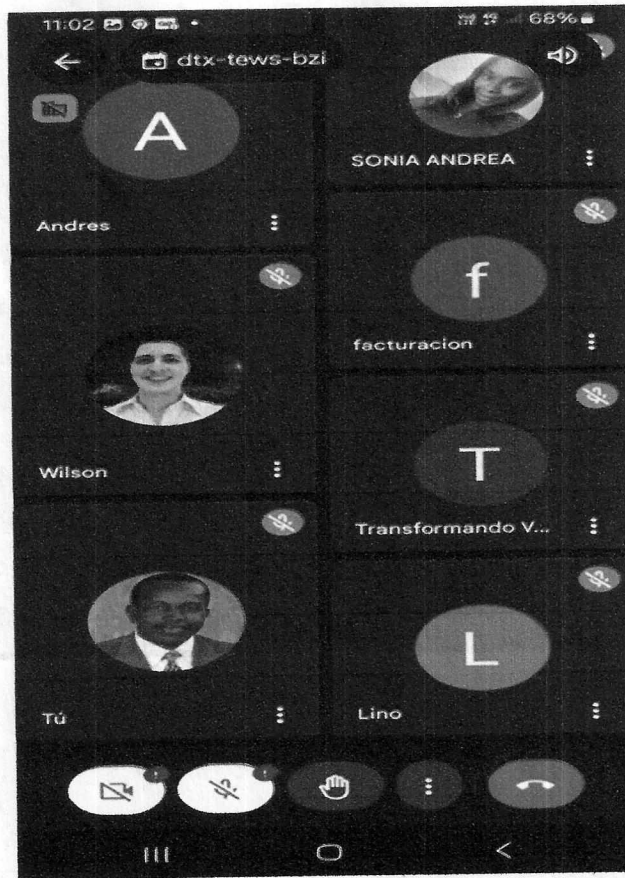 11:02
68%
dtx-tews-bzi
A
Andres
SONIA ANDREA
f
facturacion
Wilson
T
Transformando V...
Tú
L
Lino